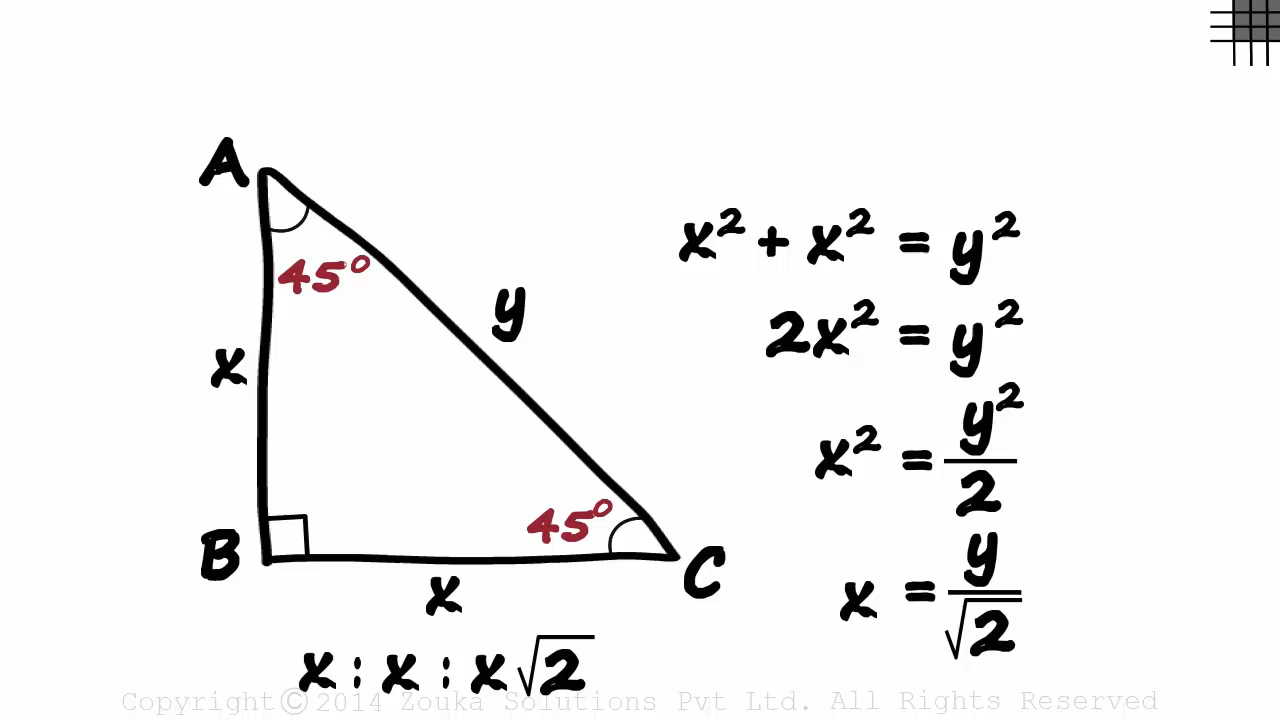 A
45°
x
y
45°
B
C
x
x : x : x√2
x² + x² = y²
2x² = y²
x² = y²/2
x = y/√2
Copyright© 2014 Zouka Solutions Pvt Ltd. All Rights Reserved